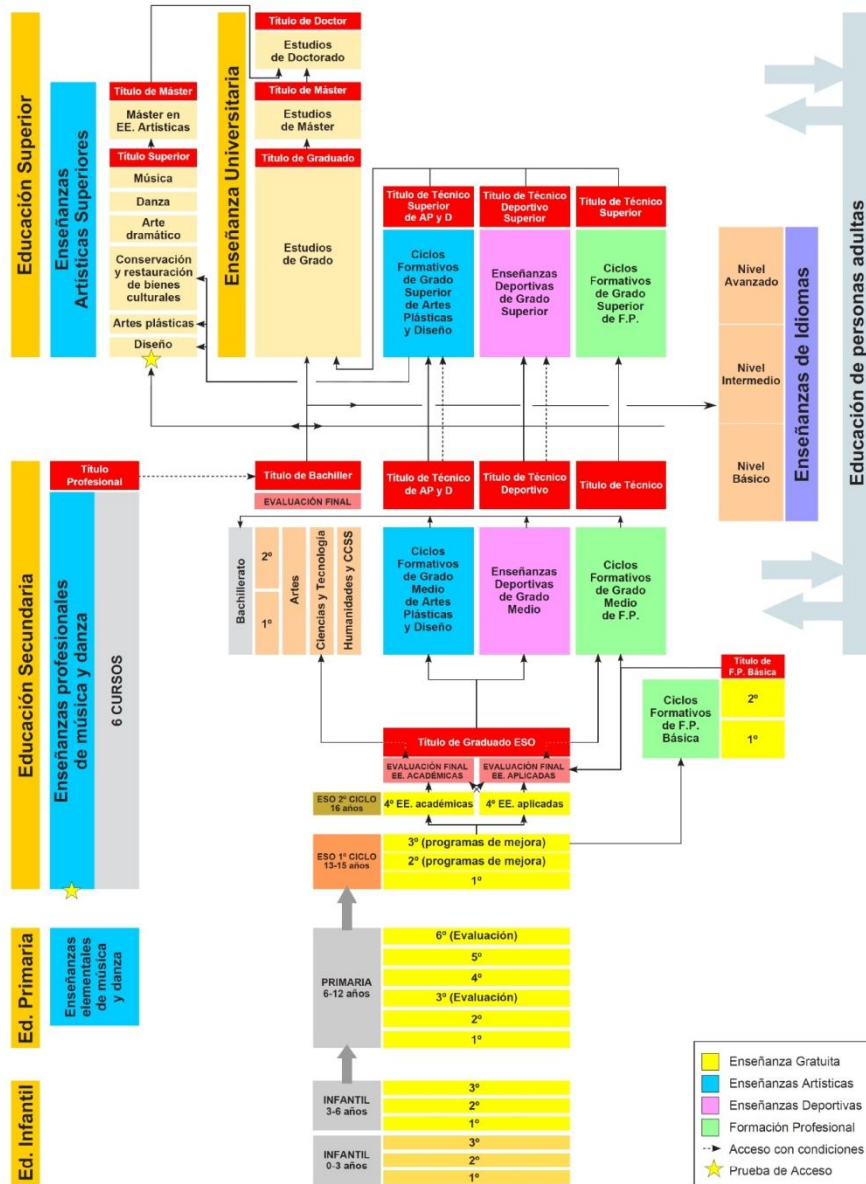 Educación Superior
Enseñanzas
Artísticas Superiores
Título de Máster
Máster en
EE. Artísticas
Título Superior
Música
Danza
Arte
dramático
Conservación
y restauración
de bienes
culturales
Artes plásticas
Diseño
Enseñanza Universitaria
Título de Doctor
Estudios
de Doctorado
Título de Máster
Estudios
de Máster
Título de Graduado
Estudios
de Grado
Título de Técnico
Superior
de AP y D
Ciclos
Formativos
de Grado
Superior
de Artes
Plásticas
y Diseño
Título de Técnico
Deportivo
Superior
Enseñanzas
Deportivas
de Grado
Superior
Título de Técnico
Superior
Ciclos
Formativos
de Grado
Superior
de F.P.
Nivel
Avanzado
Nivel
Intermedio
Nivel
Básico
Enseñanzas de Idiomas
Educación de personas adultas
Educación Secundaria
Título
Profesional
Enseñanzas profesionales
de música y danza
6 CURSOS
Título de Bachiller
EVALUACIÓN FINAL
Bachillerato
2º
1º
Artes
Ciencias y Tecnología
Humanidades y CCSS
Título de Técnico
de AP y D
Ciclos
Formativos
de Grado
Medio
de Artes
Plásticas
y Diseño
Título de Técnico
Deportivo
Enseñanzas
Deportivas
de Grado
Medio
Título de Técnico
Ciclos
Formativos
de Grado
Medio
de F.P.
Título de
F.P. Básica
Ciclos
Formativos
de F.P.
Básica
2º
1º
Título de Graduado ESO
EVALUACIÓN FINAL
EE. ACADÉMICAS
EVALUACIÓN FINAL
EE. APLICADAS
ESO 2º CICLO
16 años
4º EE. académicas
4º EE. aplicadas
ESO 1º CICLO
13-15 años
3º (programas de mejora)
2º (programas de mejora)
1º
Ed. Primaria
Enseñanzas
elementales
de música
y danza
PRIMARIA
6-12 años
6º (Evaluación)
5º
4º
3º (Evaluación)
2º
1º
Ed. Infantil
INFANTIL
3-6 años
3º
2º
1º
INFANTIL
0-3 años
3º
2º
1º
Enseñanza Gratuita
Enseñanzas Artísticas
Enseñanzas Deportivas
Formación Profesional
Acceso con condiciones
Prueba de Acceso